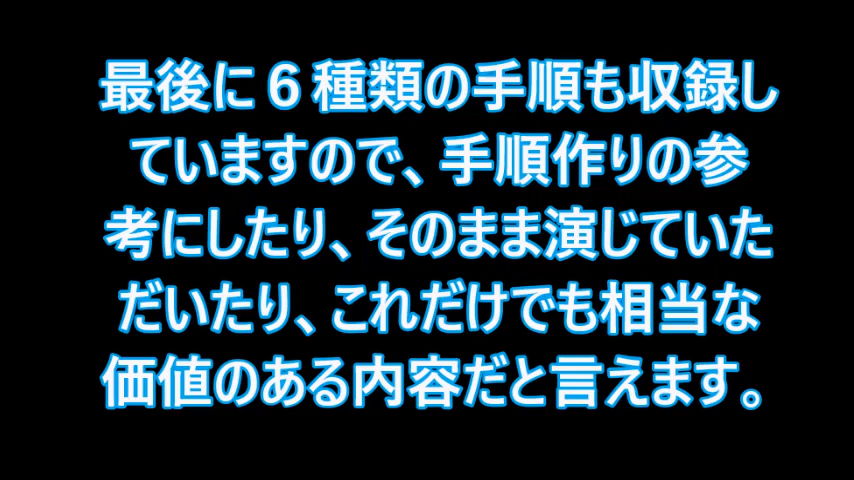 最後に６種類の手順も収録し
ていますので、手順作りの参
考にしたり、そのまま演じていた
だいたり、これだけでも相当な
価値のある内容だと言えます。